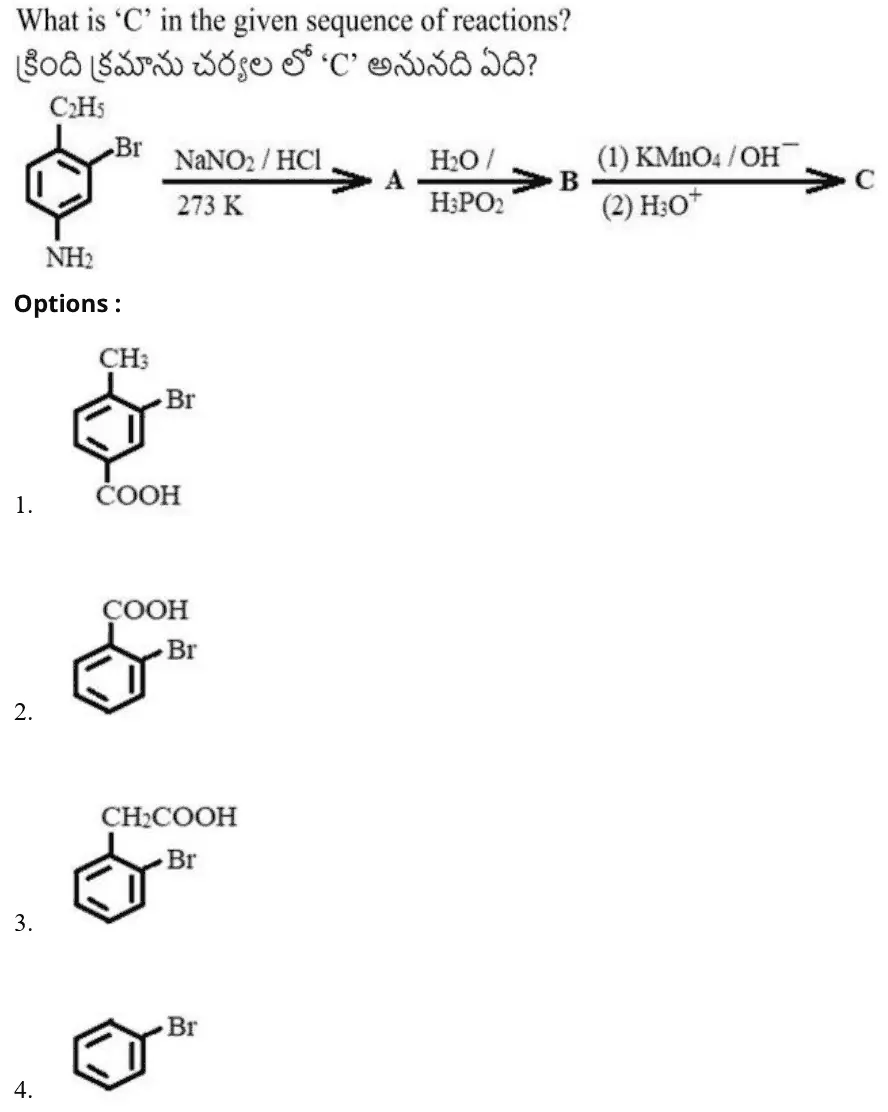 What is ‘C’ in the given sequence of reactions?
క్రింది క్రమాను చర్యల లో ‘C’ అనునది ఏది?
C₂H₅
Br
NH₂
NaNO₂ / HCl
273 K
A
H₂O /
H₃PO₂
B
(1) KMnO₄ / OH⁻
(2) H₃O⁺
C
Options :
CH₃
Br
COOH
1.
COOH
Br
2.
CH₂COOH
Br
3.
Br
4.